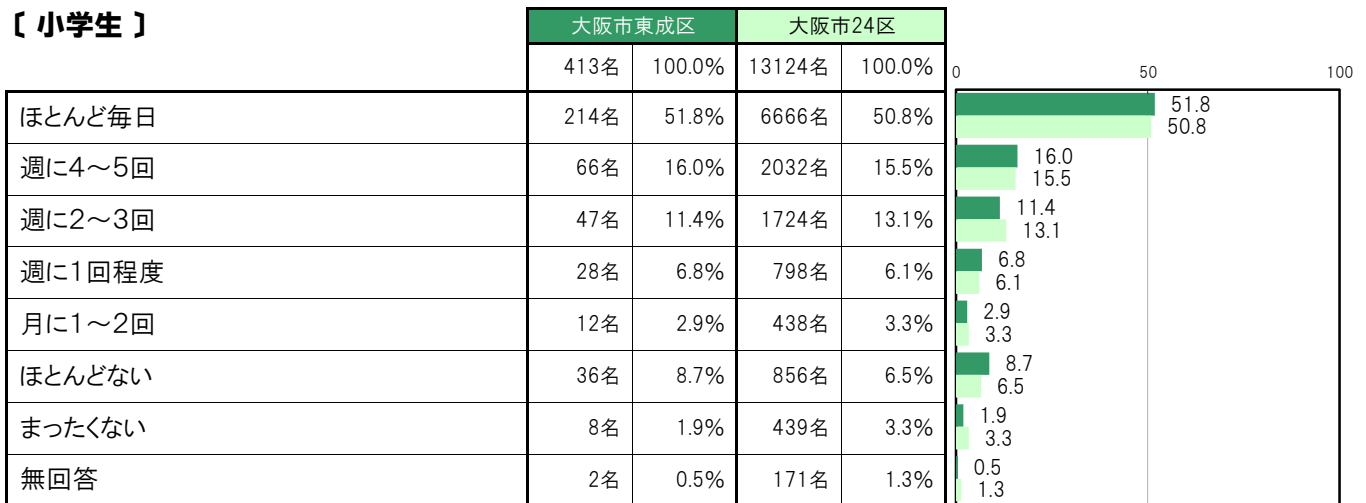 〔 小学生 〕
大阪市東成区 大阪市24区
413名 100.0% 13124名 100.0% 0 50 100
ほとんど毎日 214名 51.8% 6666名 50.8% 51.8
50.8
週に4～5回 66名 16.0% 2032名 15.5% 16.0
15.5
週に2～3回 47名 11.4% 1724名 13.1% 11.4
13.1
週に1回程度 28名 6.8% 798名 6.1% 6.8
6.1
月に1～2回 12名 2.9% 438名 3.3% 2.9
3.3
ほとんどない 36名 8.7% 856名 6.5% 8.7
6.5
まったくない 8名 1.9% 439名 3.3% 1.9
3.3
無回答 2名 0.5% 171名 1.3% 0.5
1.3